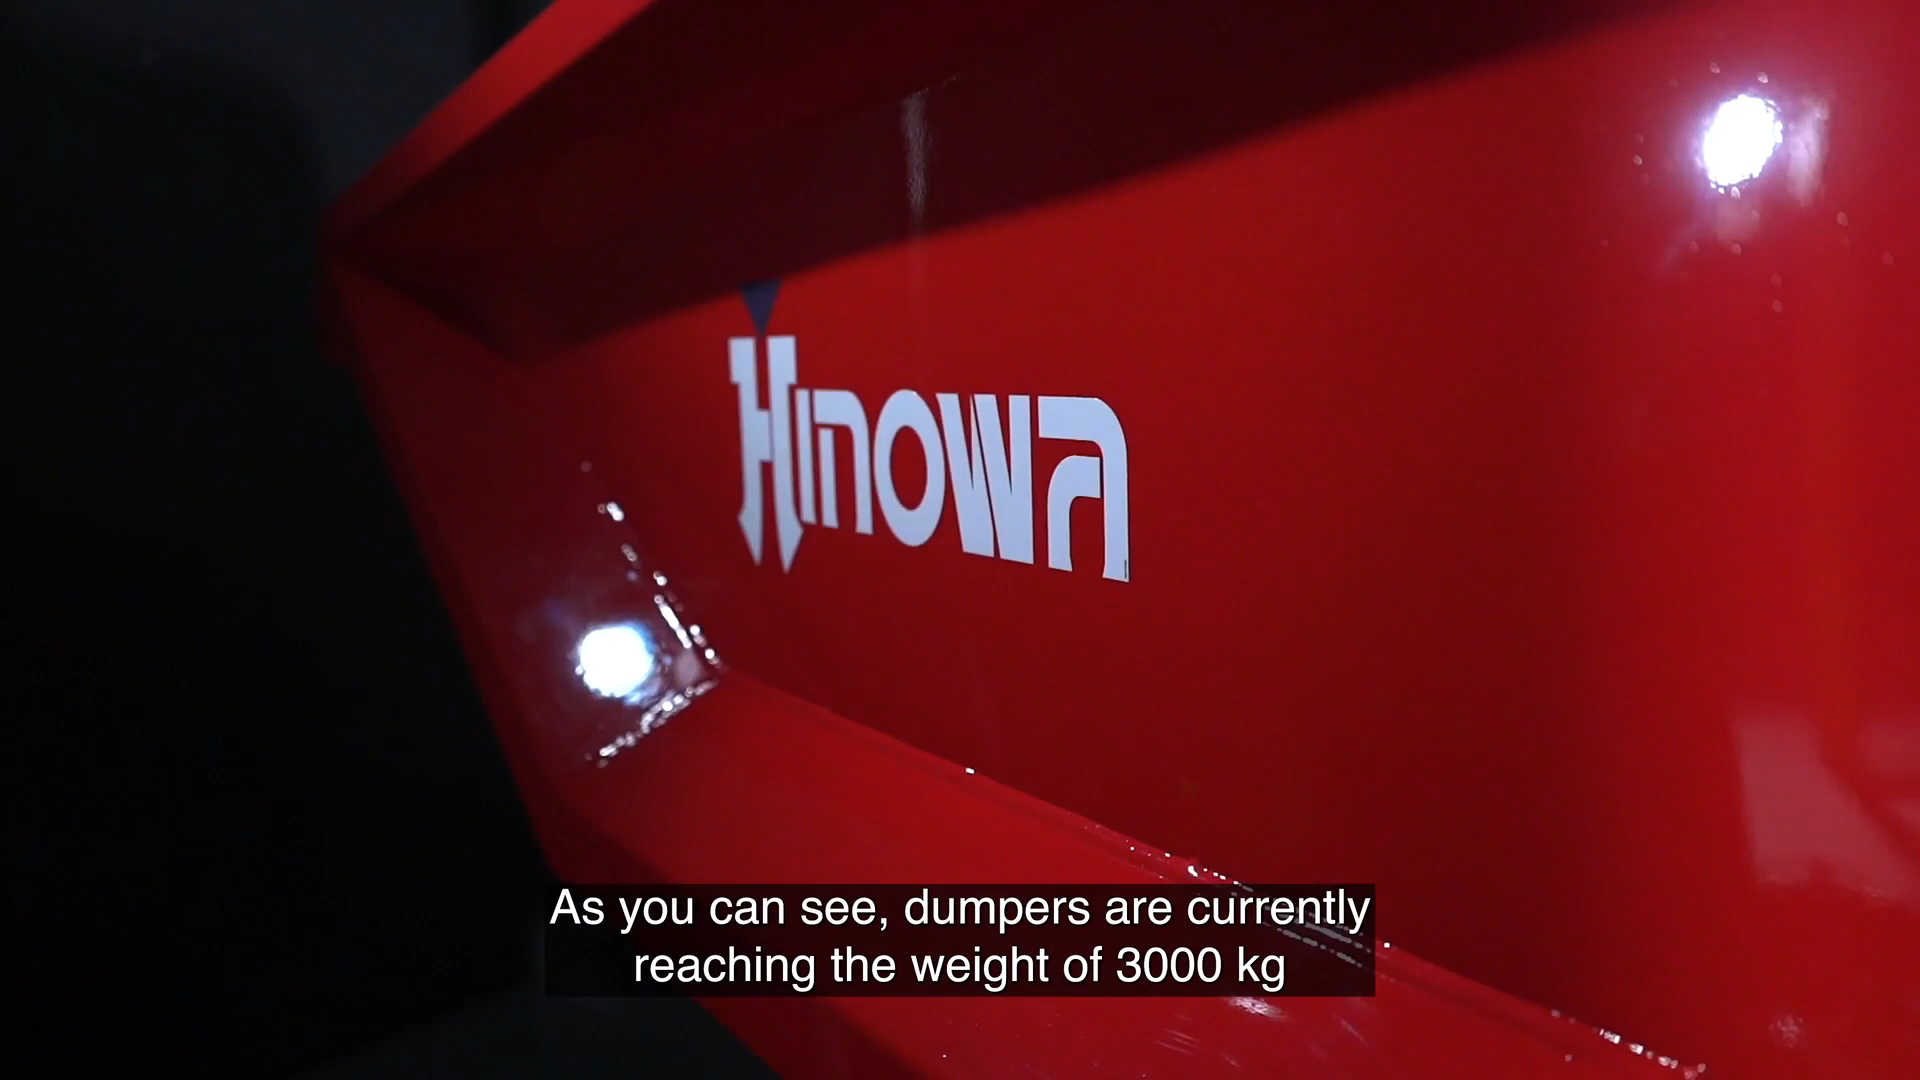 Hinowa
As you can see, dumpers are currently
reaching the weight of 3000 kg